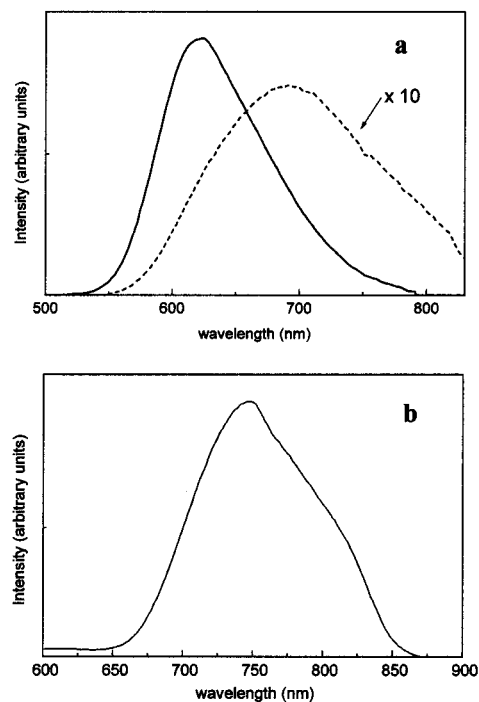 a
x 10
Intensity (arbitrary units)
500 600 700 800
wavelength (nm)
b
Intensity (arbitrary units)
600 650 700 750 800 850 900
wavelength (nm)